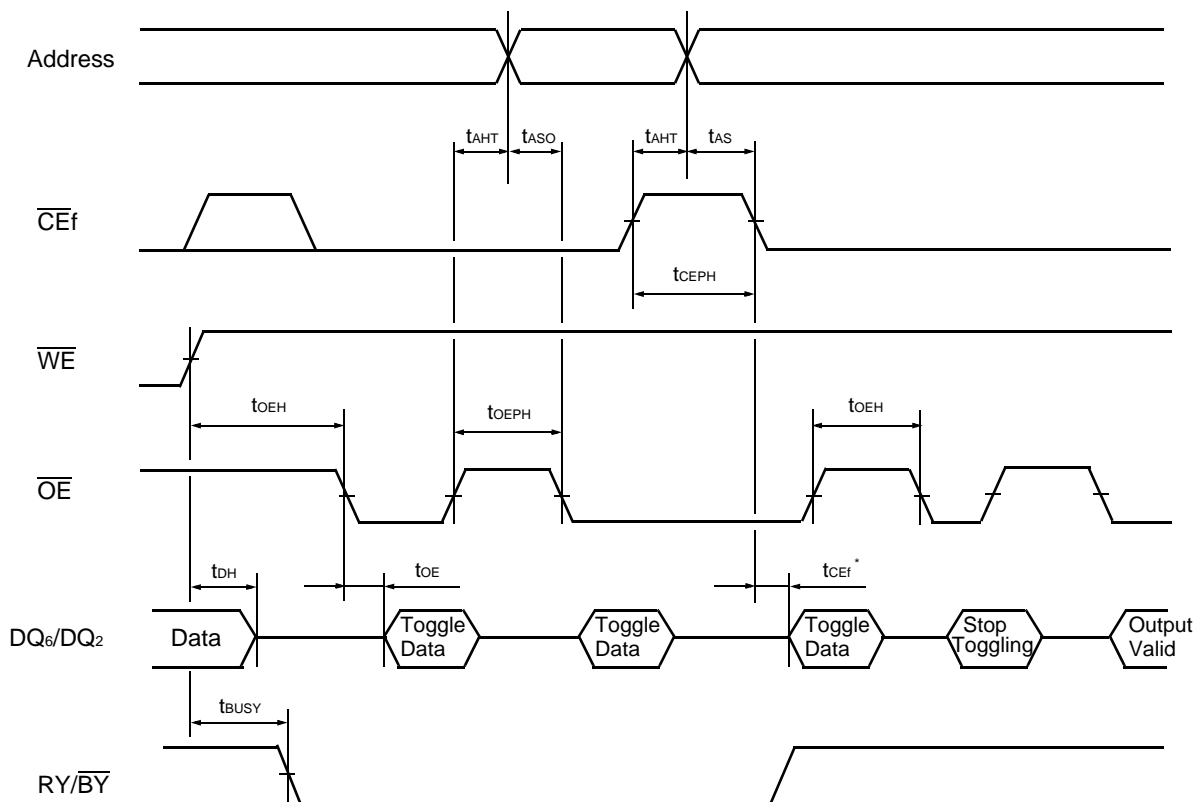 Address
tAHT tASO tAHT tAS
CEf
tCEPH
WE
tOEH tOEPH tOEH
OE
tDH tOE tCEf*
DQ6/DQ2 Data Toggle Data Toggle Data Toggle Data Stop Toggling Output Valid
tBUSY
RY/BY